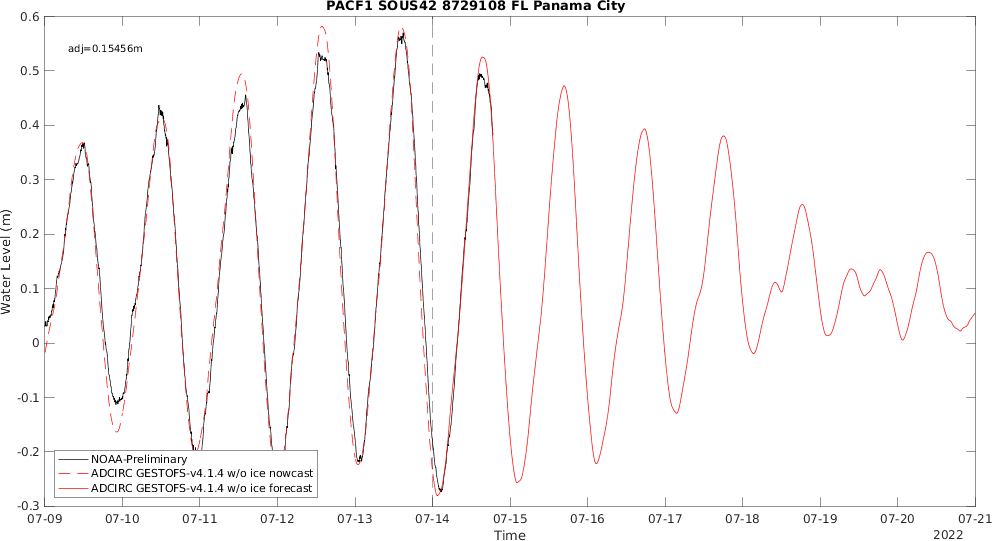 PACF1 SOUS42 8729108 FL Panama City
adj=0.15456m
0.6
0.5
0.4
0.3
0.2
0.1
0
-0.1
-0.2
-0.3
Water Level (m)
NOAA-Preliminary
ADCIRC GESTOFS-v4.1.4 w/o ice nowcast
ADCIRC GESTOFS-v4.1.4 w/o ice forecast
07-09 07-10 07-11 07-12 07-13 07-14 07-15 07-16 07-17 07-18 07-19 07-20 07-21
Time
2022